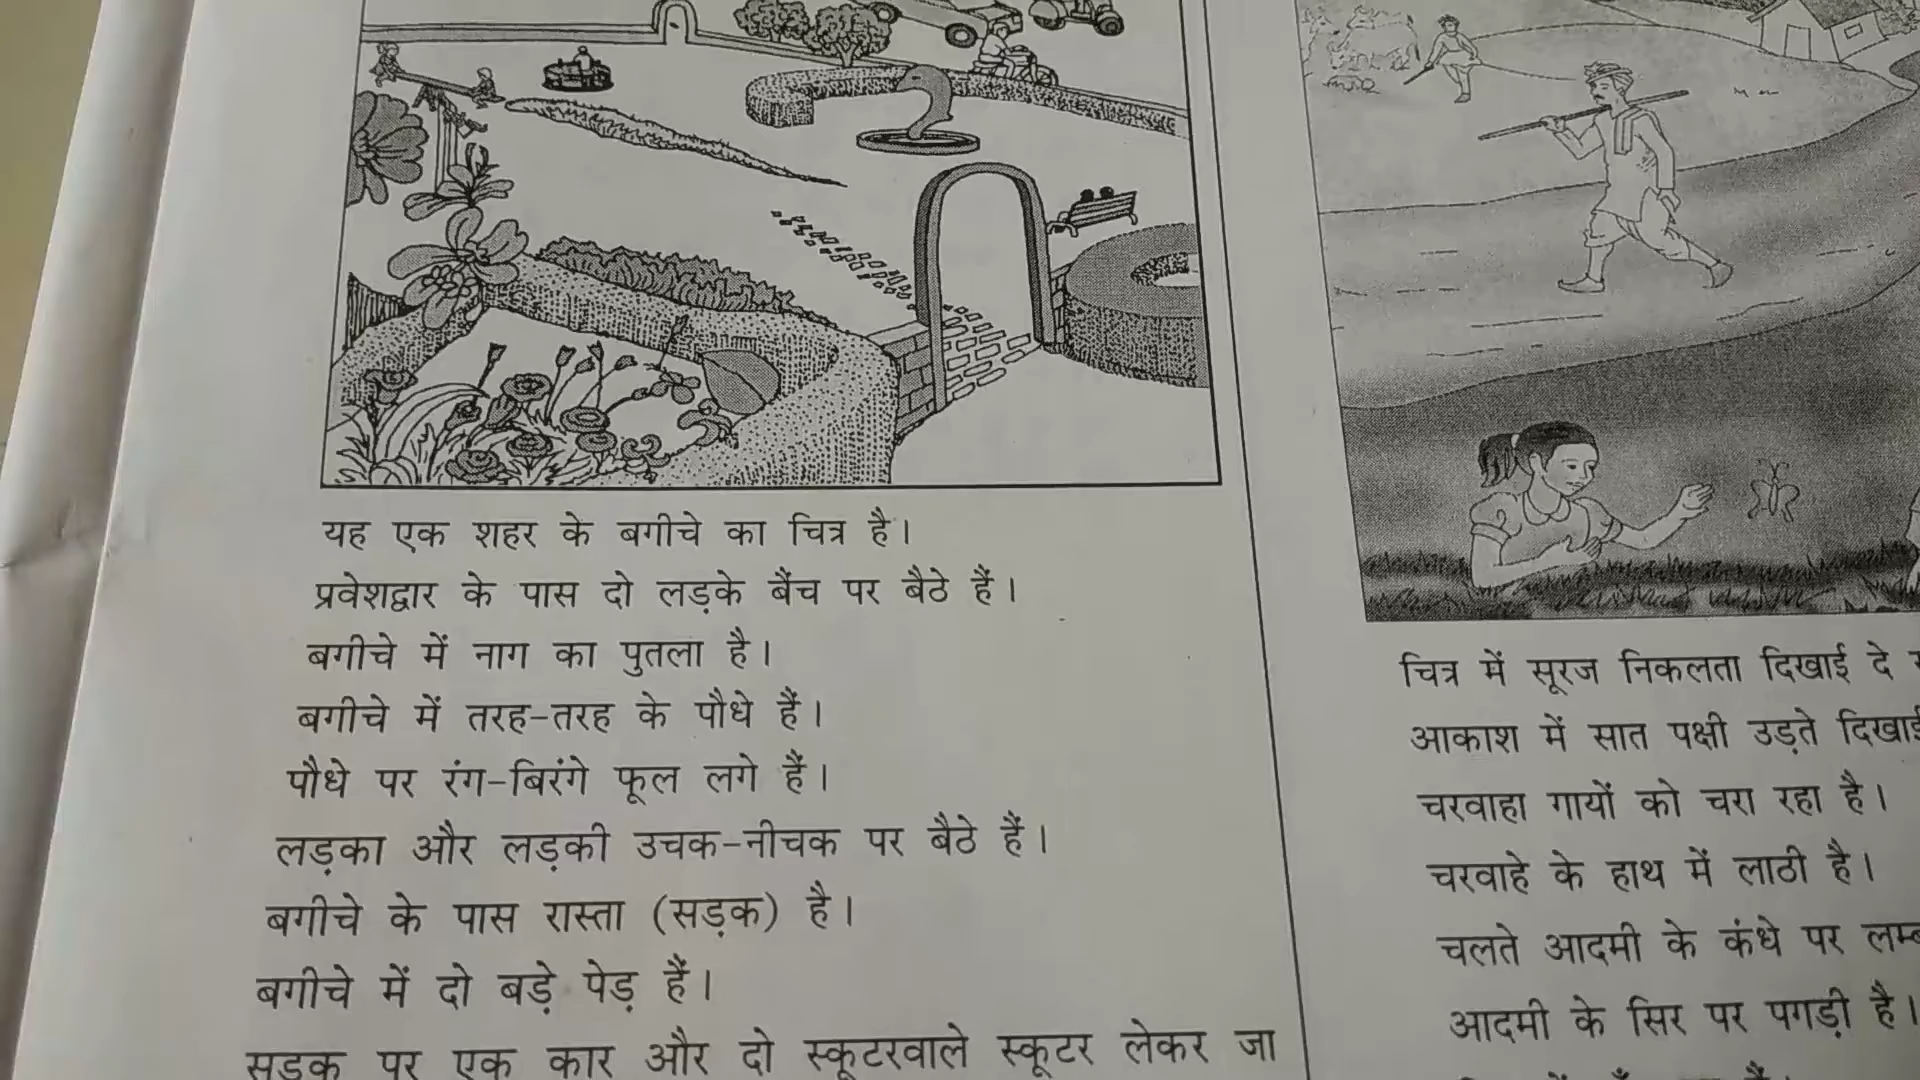 यह एक शहर के बगीचे का चित्र है।
प्रवेशद्वार के पास दो लड़के बैंच पर बैठे हैं।
बगीचे में नाग का पुतला है।
बगीचे में तरह-तरह के पौधे हैं।
पौधे पर रंग-बिरंगे फूल लगे हैं।
लड़का और लड़की उचक-नीचक पर बैठे हैं।
बगीचे के पास रास्ता (सड़क) है।
बगीचे में दो बड़े पेड़ हैं।
सड़क पर एक कार और दो स्कूटरवाले स्कूटर लेकर जा
चित्र में सूरज निकलता दिखाई दे
आकाश में सात पक्षी उड़ते दिखाई
चरवाहा गायों को चरा रहा है।
चरवाहे के हाथ में लाठी है।
चलते आदमी के कंधे पर
आदमी के सिर पर पगड़ी है।